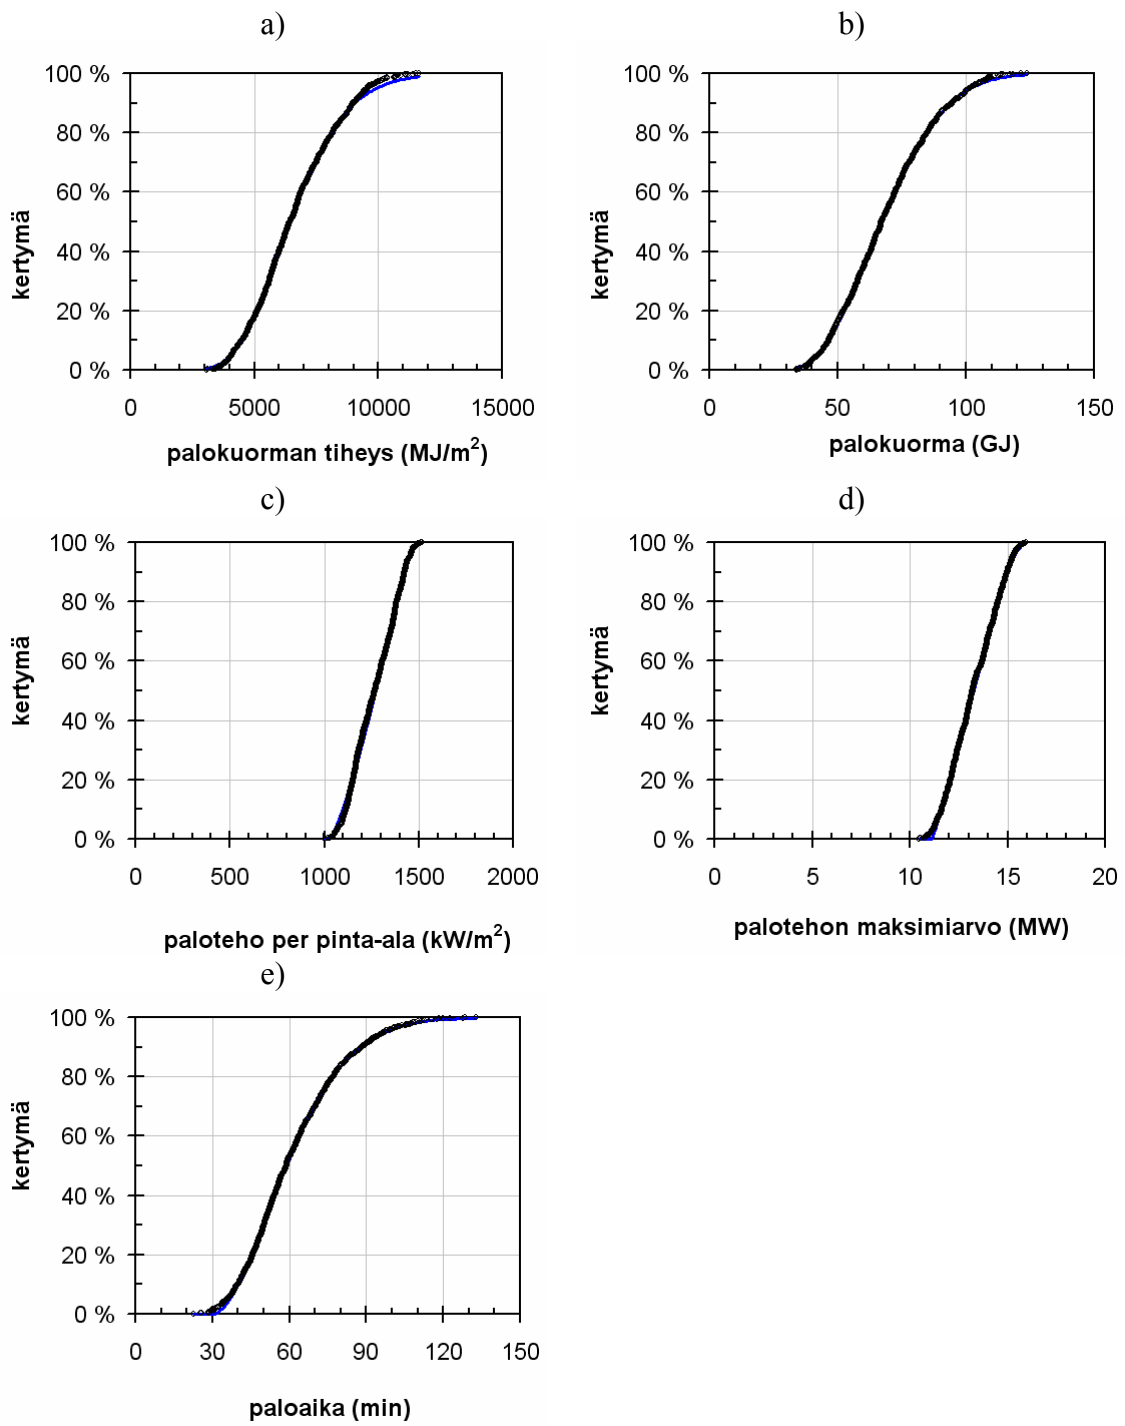 a)
b)
100 %
80 %
60 %
40 %
20 %
0 %
kertymä
0 5000 10000 15000
palokuorman tiheys (MJ/m²)
100 %
80 %
60 %
40 %
20 %
0 %
kertymä
0 50 100 150
palokuorma (GJ)
c)
d)
100 %
80 %
60 %
40 %
20 %
0 %
kertymä
0 500 1000 1500 2000
paloteho per pinta-ala (kW/m²)
100 %
80 %
60 %
40 %
20 %
0 %
kertymä
0 5 10 15 20
palotehon maksimiarvo (MW)
e)
100 %
80 %
60 %
40 %
20 %
0 %
kertymä
0 30 60 90 120 150
paloaika (min)